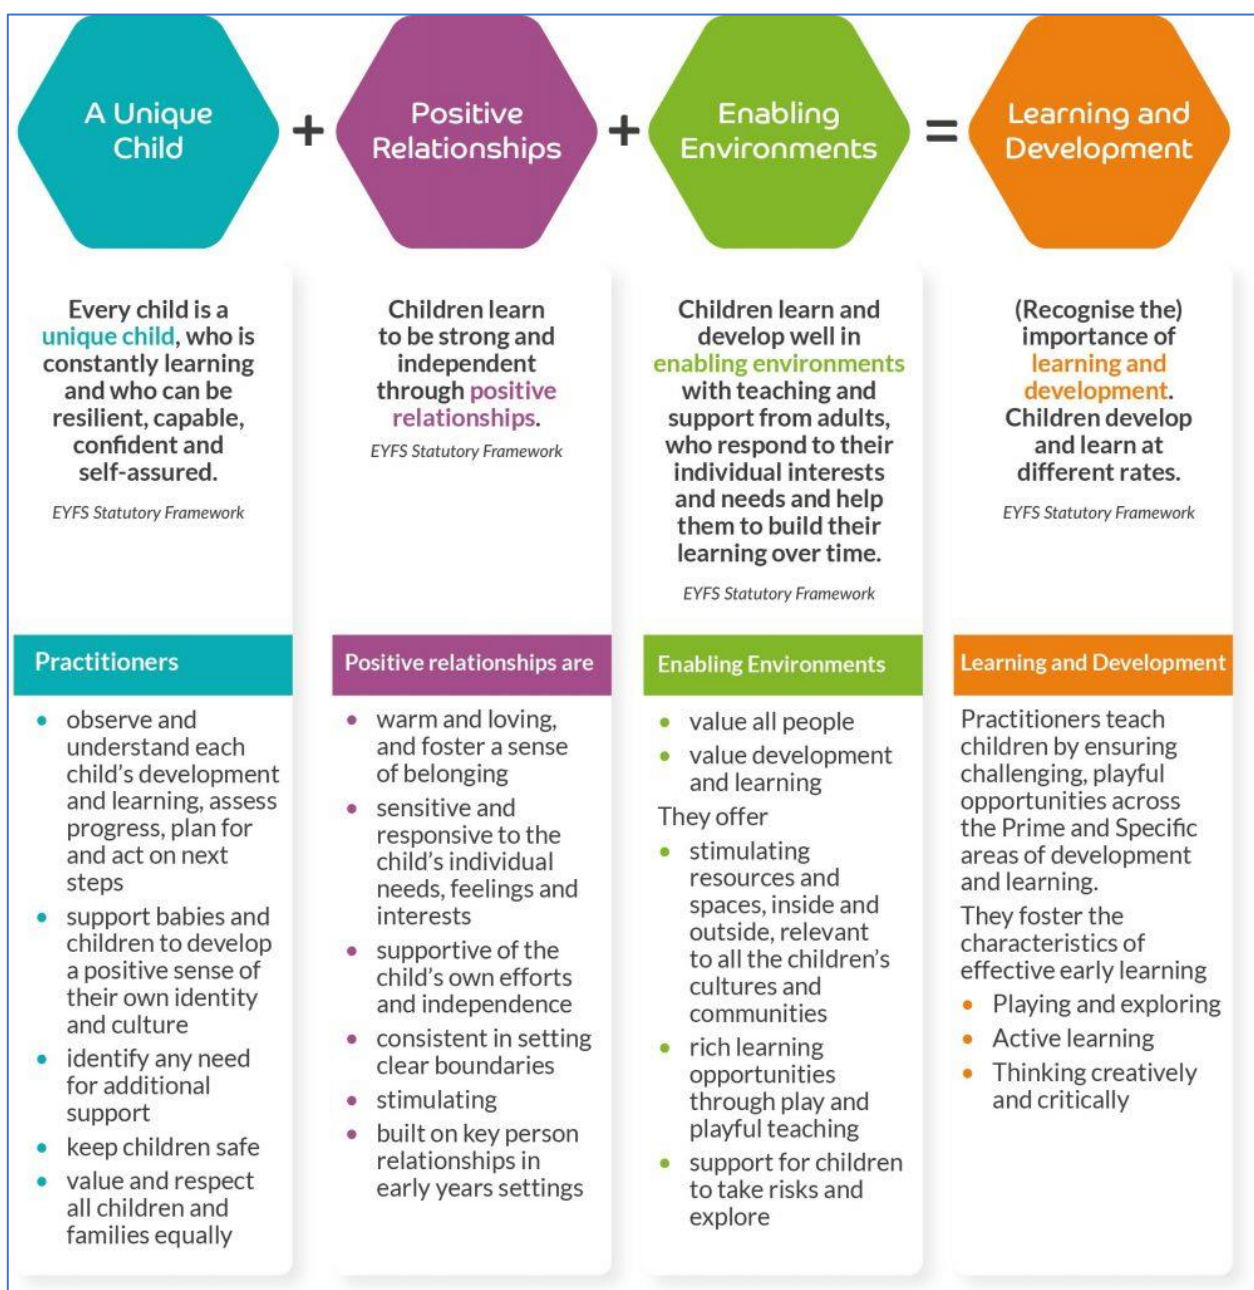 A Unique
Child
+
Positive
Relationships
+
Enabling
Environments
=
Learning and
Development
Every child is a
unique child, who is
constantly learning
and who can be
resilient, capable,
confident and
self-assured.
EYFS Statutory Framework
Children learn
to be strong and
independent
through positive
relationships.
EYFS Statutory Framework
Children learn and
develop well in
enabling environments
with teaching and
support from adults,
who respond to their
individual interests
and needs and help
them to build their
learning over time.
EYFS Statutory Framework
(Recognise the)
importance of
learning and
development.
Children develop
and learn at
different rates.
EYFS Statutory Framework
Practitioners
• observe and
understand each
child's development
and learning, assess
progress, plan for
and act on next
steps
• support babies and
children to develop
a positive sense of
their own identity
and culture
• identify any need
for additional
support
• keep children safe
• value and respect
all children and
families equally
Positive relationships are
• warm and loving,
and foster a sense
of belonging
• sensitive and
responsive to the
child's individual
needs, feelings and
interests
• supportive of the
child's own efforts
and independence
• consistent in setting
clear boundaries
• stimulating
• built on key person
relationships in
early years settings
Enabling Environments
• value all people
• value development
and learning
They offer
• stimulating
resources and
spaces, inside and
outside, relevant
to all the children's
cultures and
communities
• rich learning
opportunities
through play and
playful teaching
• support for children
to take risks and
explore
Learning and Development
Practitioners teach
children by ensuring
challenging, playful
opportunities across
the Prime and Specific
areas of development
and learning.
They foster the
characteristics of
effective early learning
• Playing and exploring
• Active learning
• Thinking creatively
and critically